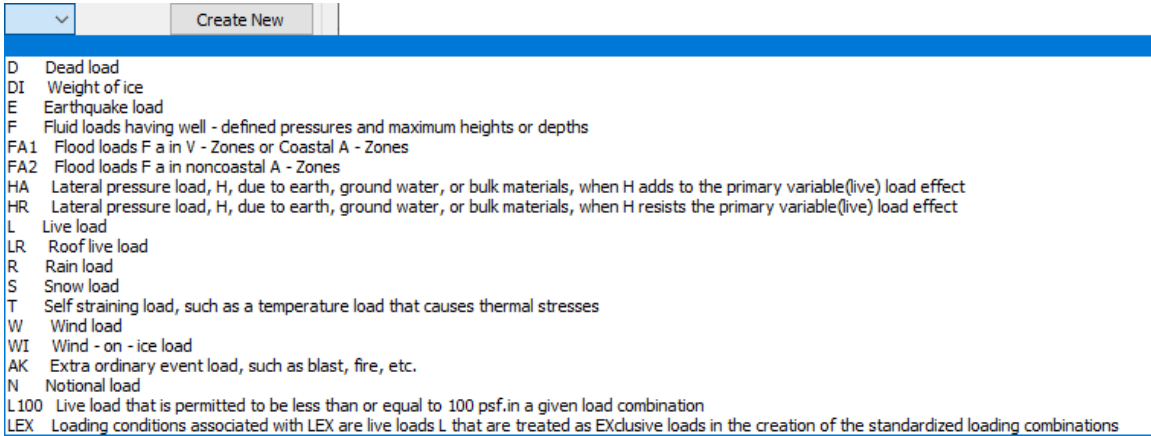 Create New
D Dead load
DI Weight of ice
E Earthquake load
F Fluid loads having well - defined pressures and maximum heights or depths
FA1 Flood loads F a in V - Zones or Coastal A - Zones
FA2 Flood loads F a in noncoastal A - Zones
HA Lateral pressure load, H, due to earth, ground water, or bulk materials, when H adds to the primary variable(live) load effect
HR Lateral pressure load, H, due to earth, ground water, or bulk materials, when H resists the primary variable(live) load effect
L Live load
LR Roof live load
R Rain load
S Snow load
T Self straining load, such as a temperature load that causes thermal stresses
W Wind load
WI Wind - on - ice load
AK Extra ordinary event load, such as blast, fire, etc.
N Notional load
L100 Live load that is permitted to be less than or equal to 100 psf.in a given load combination
LEX Loading conditions associated with LEX are live loads L that are treated as EXclusive loads in the creation of the standardized loading combinations